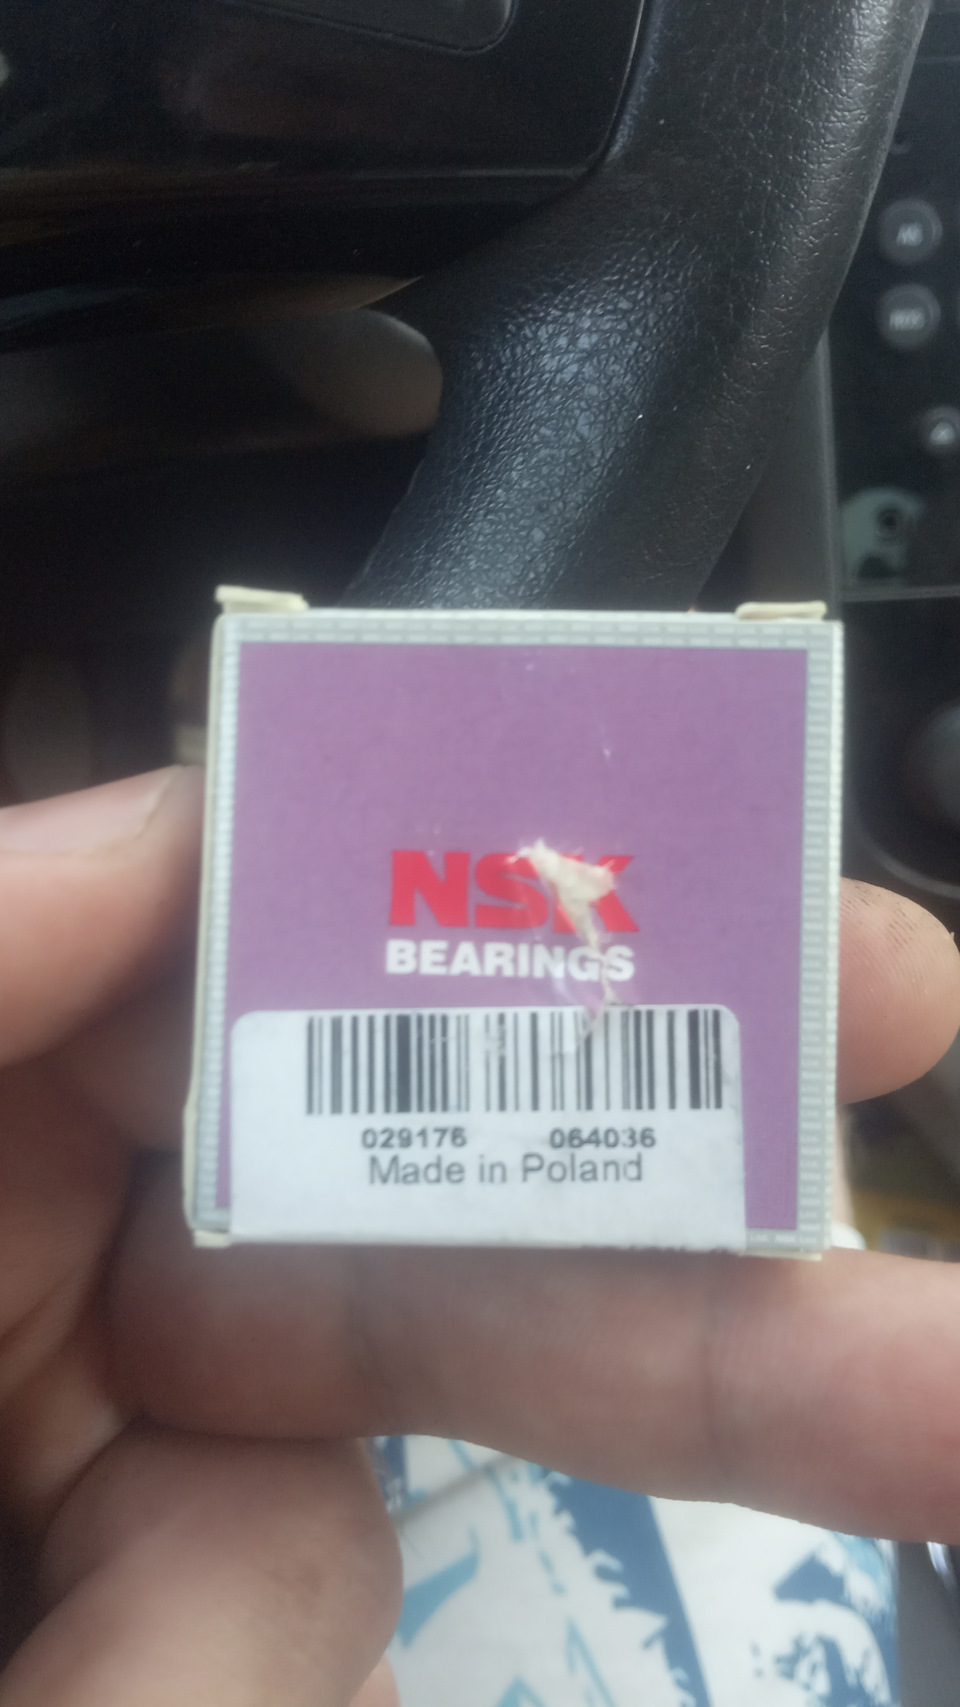 NSK
BEARINGS
029176 064036
Made in Poland